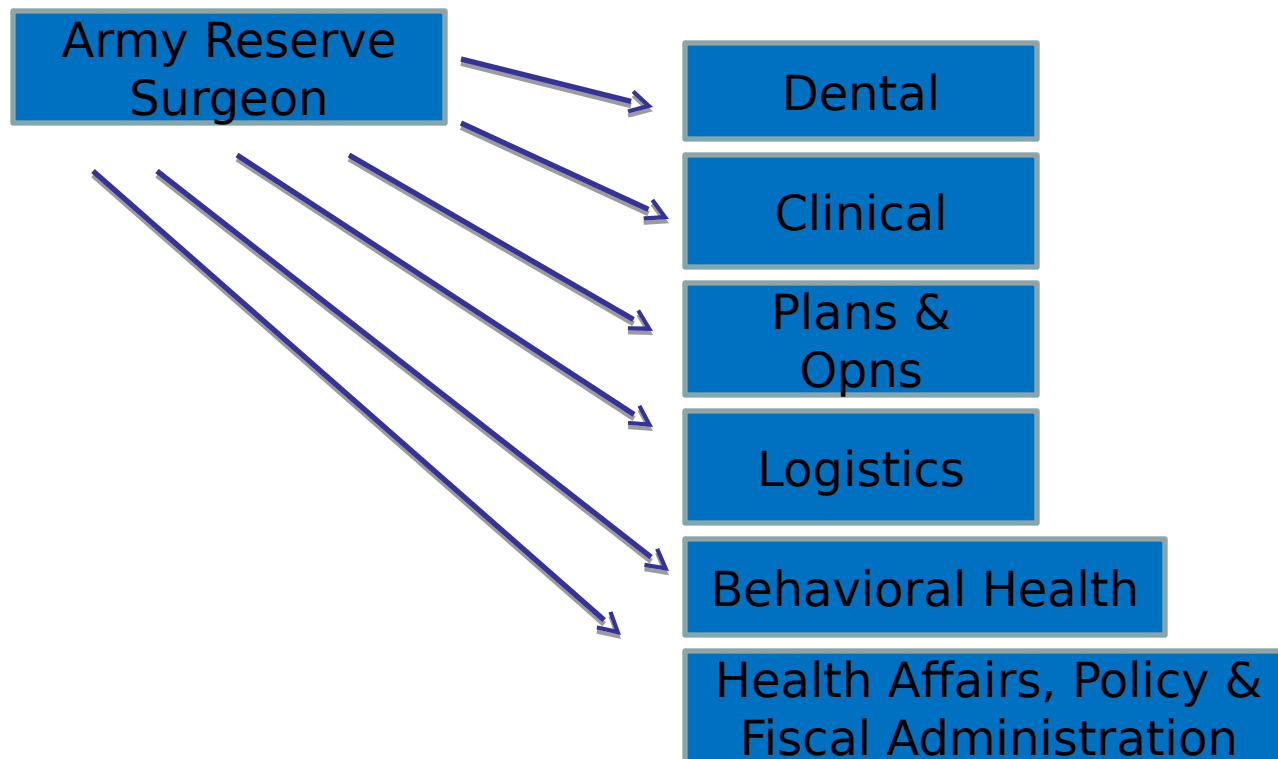 Army Reserve
Surgeon
Dental
Clinical
Plans &
Opns
Logistics
Behavioral Health
Health Affairs, Policy &
Fiscal Administration